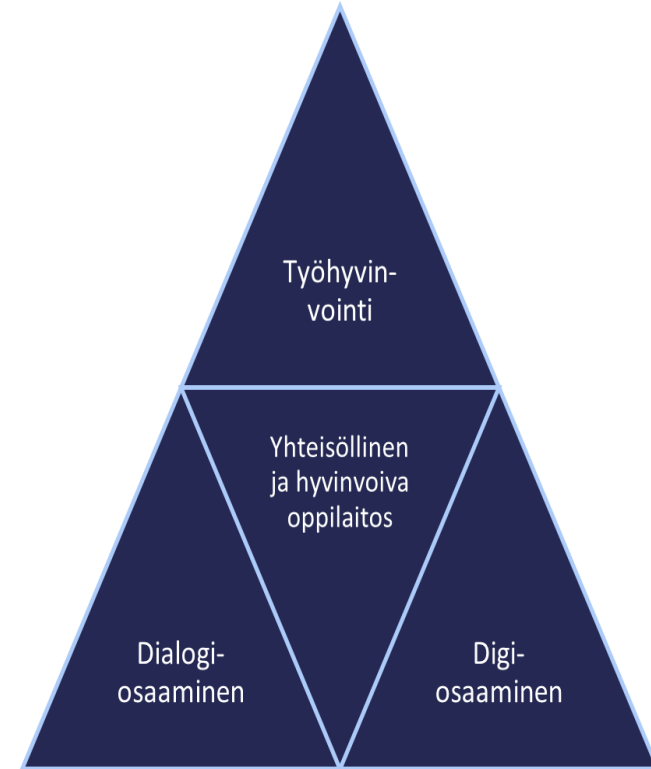 Työhyvin-
vointi
Yhteisöllinen
ja hyvinvoiva
oppilaitos
Dialogi-
osaaminen
Digi-
osaaminen